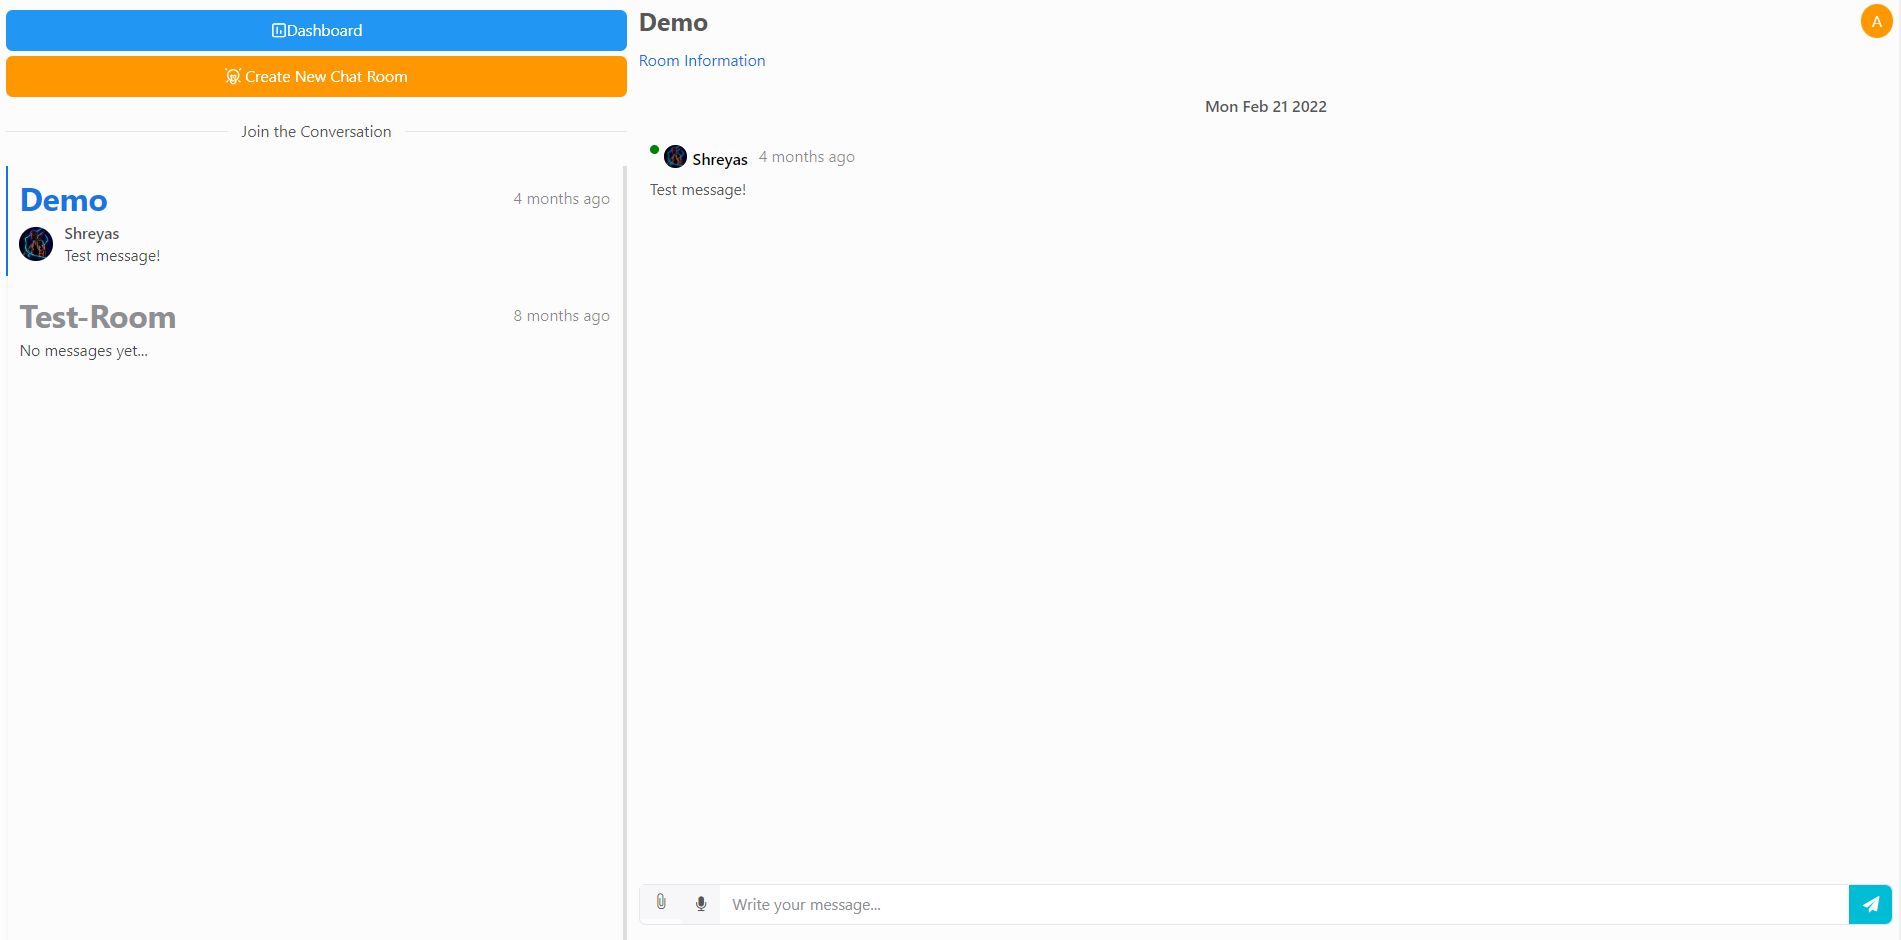 Dashboard
Create New Chat Room
Join the Conversation
Demo
4 months ago
Shreyas
Test message!
Test-Room
8 months ago
No messages yet...
Demo
A
Room Information
Mon Feb 21 2022
Shreyas 4 months ago
Test message!
Write your message...